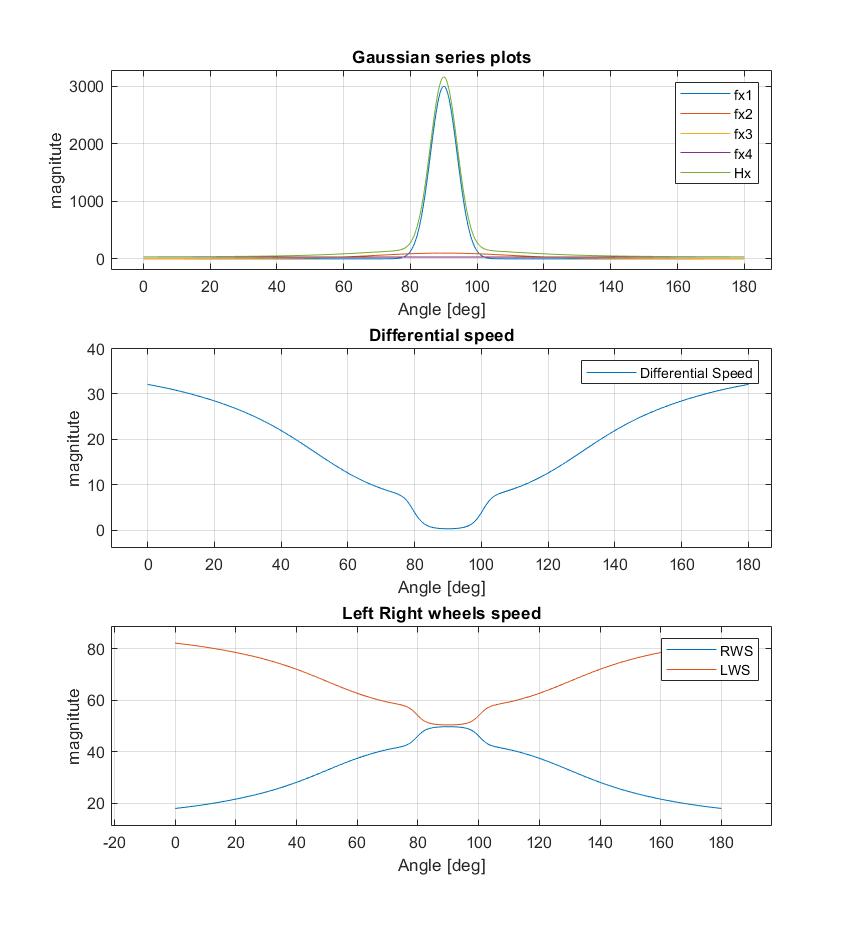 Gaussian series plots
3000
2000
1000
0
magnitute
fx1
fx2
fx3
fx4
Hx
0 20 40 60 80 100 120 140 160 180
Angle [deg]
Differential speed
40
30
20
10
0
magnitute
Differential Speed
0 20 40 60 80 100 120 140 160 180
Angle [deg]
Left Right wheels speed
80
60
40
20
magnitute
RWS
LWS
-20 0 20 40 60 80 100 120 140 160 180
Angle [deg]